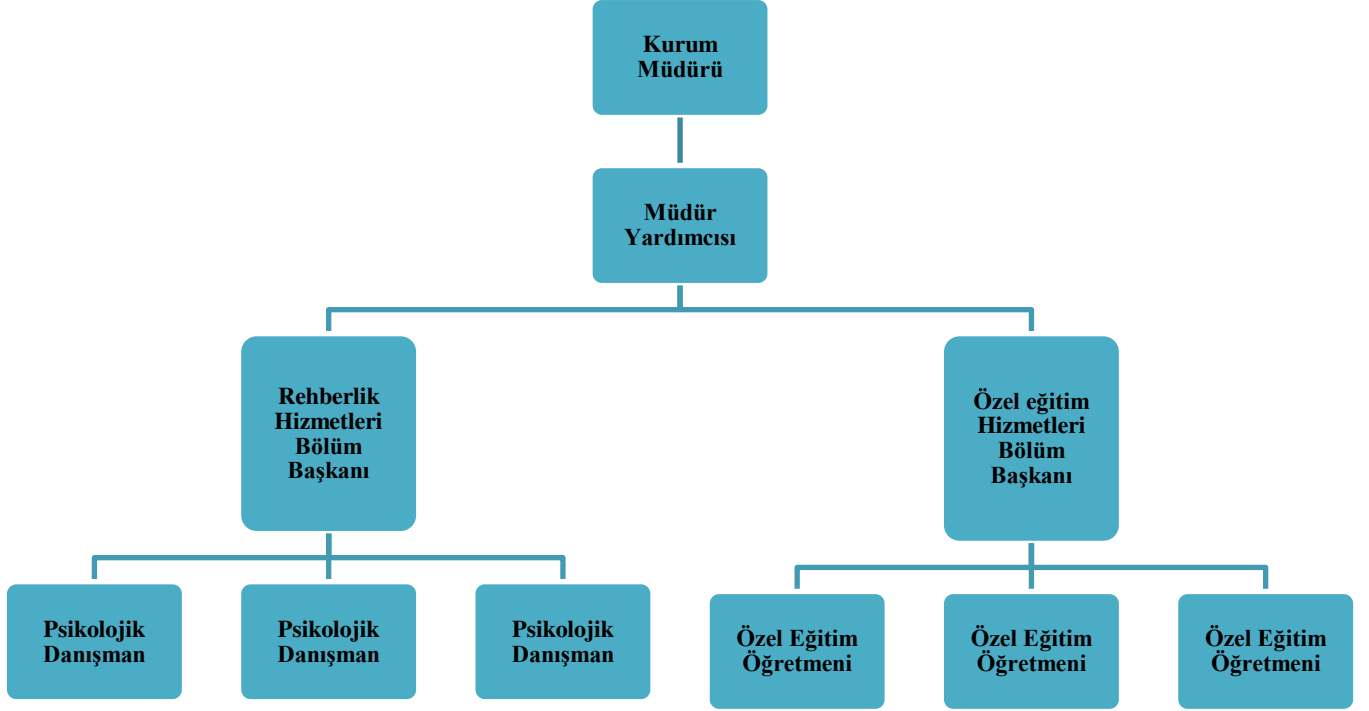 Kurum
Müdürü
Müdür
Yardımcısı
Rehberlik
Hizmetleri
Bölüm
Başkanı
Özel eğitim
Hizmetleri
Bölüm
Başkanı
Psikolojik
Danışman
Psikolojik
Danışman
Psikolojik
Danışman
Özel Eğitim
Öğretmeni
Özel Eğitim
Öğretmeni
Özel Eğitim
Öğretmeni